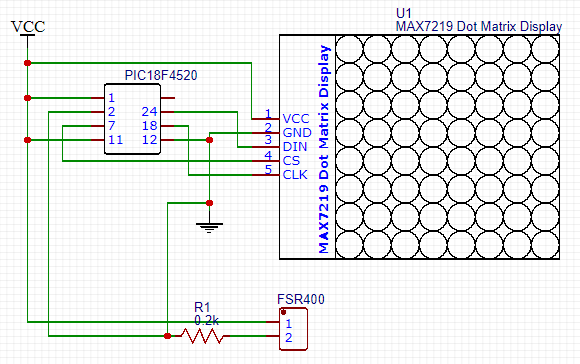 VCC
U1
MAX7219 Dot Matrix Display
PIC18F4520
1
2 24
7 18
11 12
1 VCC
2 GND
3 DIN
4 CS
5 CLK
MAX7219 Dot Matrix Display
R1
0.2k
FSR400
1
2